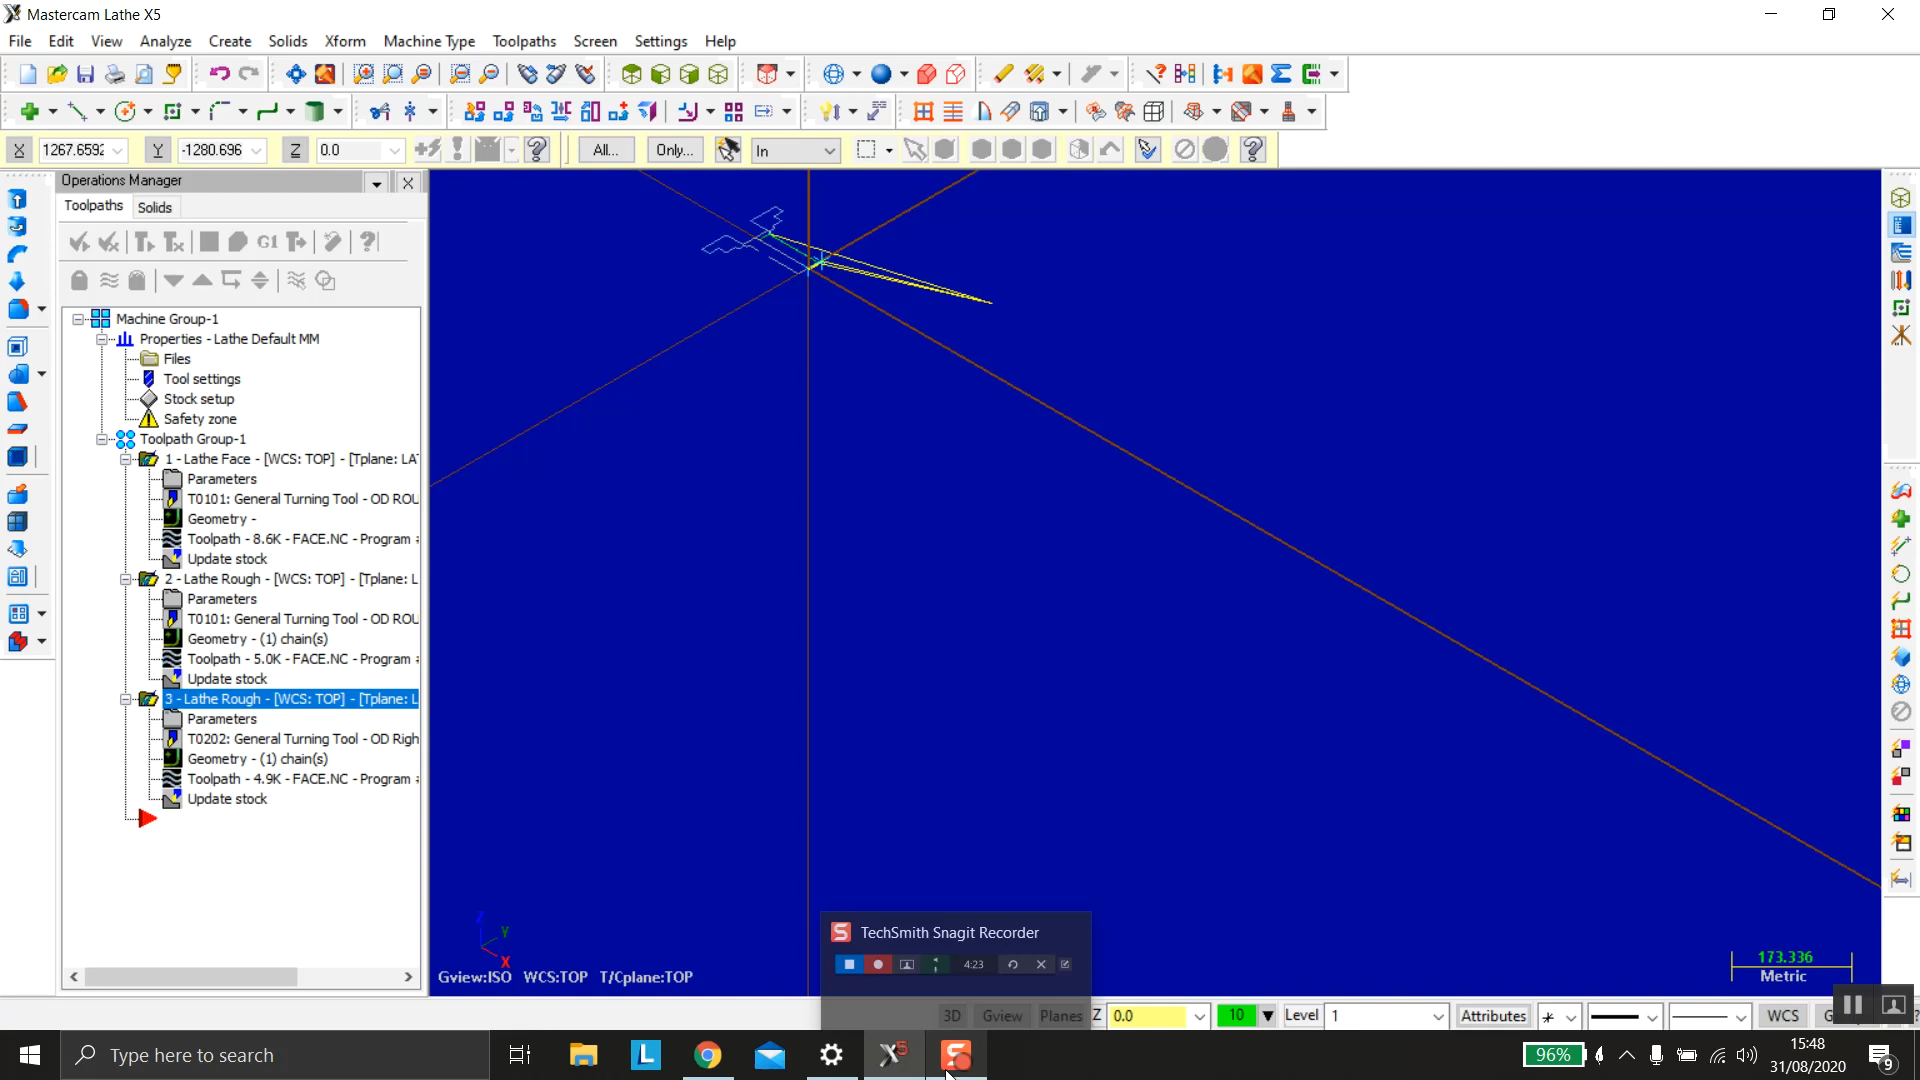 Mastercam Lathe X5
File Edit View Analyze Create Solids Xform Machine Type Toolpaths Screen Settings Help
X 1267.6592 Y -1280.696 Z 0.0 All... Only... In
Operations Manager
Toolpaths Solids
G1
Machine Group-1
Properties - Lathe Default MM
Files
Tool settings
Stock setup
Safety zone
Toolpath Group-1
1 - Lathe Face - [WCS: TOP] - [Tplane: LA
Parameters
T0101: General Turning Tool - OD ROU
Geometry -
Toolpath - 8.6K - FACE.NC - Program
Update stock
2 - Lathe Rough - [WCS: TOP] - [Tplane: L
Parameters
T0101: General Turning Tool - OD ROU
Geometry - (1) chain(s)
Toolpath - 5.0K - FACE.NC - Program
Update stock
3 - Lathe Rough - [WCS: TOP] - [Tplane: L
Parameters
T0202: General Turning Tool - OD Righ
Geometry - (1) chain(s)
Toolpath - 4.9K - FACE.NC - Program
Update stock
Z
Y
X
Gview:ISO WCS:TOP T/Cplane:TOP
173.336
Metric
TechSmith Snagit Recorder
4:23
3D Gview Planes Z 0.0 10 Level 1 Attributes WCS G
Type here to search
96%
15:48
31/08/2020
9